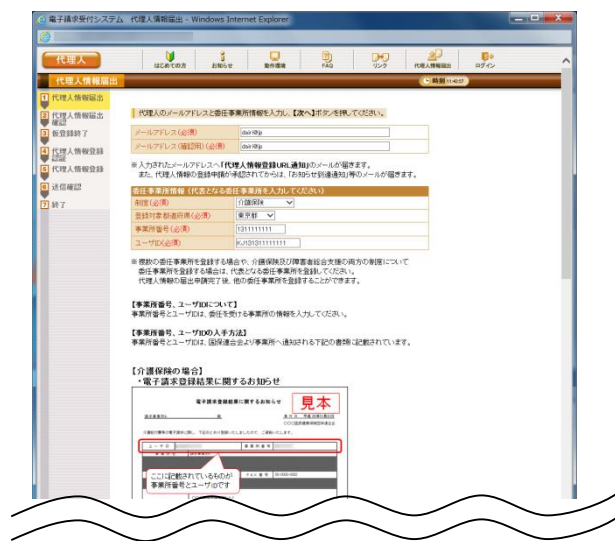 電子請求受付システム 代理人情報届出 - Windows Internet Explorer
代理人
はじめての方 お知らせ 動作環境 FAQ リンク 代理人情報届出 ログイン
代理人情報届出
時刻 11:40:57
1 代理人情報届出
2 代理人情報届出確認
3 仮登録終了
4 代理人情報登録認証
5 代理人情報登録
6 送信確認
7 終了
代理人のメールアドレスと委任事業所情報を入力し、【次へ】ボタンを押してください。
メールアドレス(必須)
メールアドレス(確認用)(必須)
※入力されたメールアドレスへ「代理人情報登録URL通知」のメールが届きます。
また、代理人情報の登録申請が承認されてからは、「お知らせ到達通知」等のメールが届きます。
委任事業所情報 (代表となる委任事業所を入力してください)
制度(必須) 介護保険
登録対象都道府県(必須) 東京都
事業所番号(必須) 1311111111
ユーザID(必須) KJ131311111111
※複数の委任事業所を登録する場合や、介護保険及び障害者総合支援の両方の制度について
委任事業所を登録する場合は、代表となる委任事業所を登録してください。
代理人情報の届出申請完了後、他の委任事業所を登録することができます。
【事業所番号、ユーザIDについて】
事業所番号とユーザIDは、委任を受ける事業所の情報を入力してください。
【事業所番号、ユーザIDの入手方法】
事業所番号とユーザIDは、国保連合会より事業所へ通知される下記の書類に記載されています。
【介護保険の場合】
・電子請求登録結果に関するお知らせ
電子請求登録結果に関するお知らせ
見本
ユーザID 事業所番号
ここに記載されているものが
事業所番号とユーザIDです
FAX番号